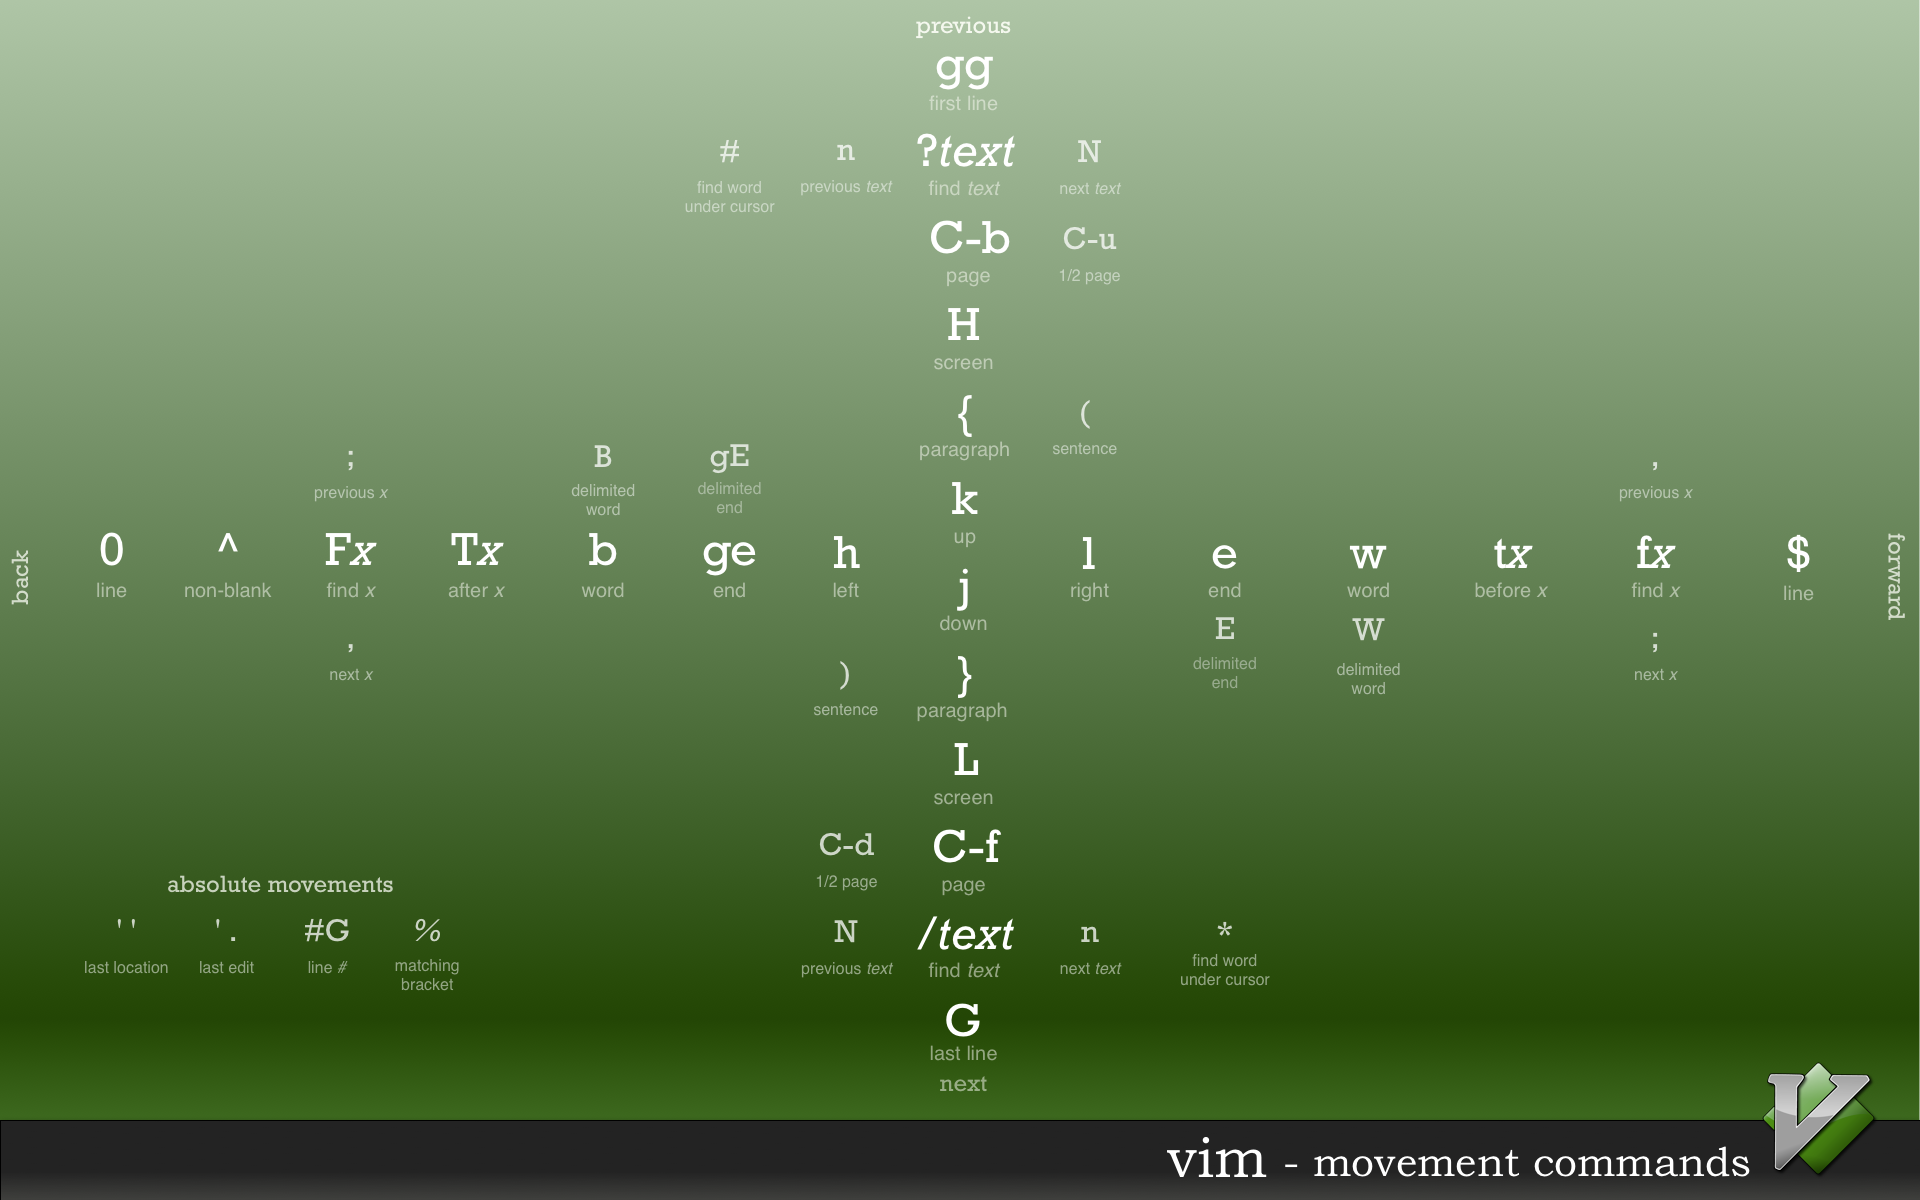 previous
gg
first line
# n ?text N
find word under cursor previous text find text next text
C-b C-u
page 1/2 page
H
screen
{ (
paragraph sentence
; B gE k ,
previous x delimited word delimited end up previous x
back 0 ^ Fx Tx b ge h l e w tx fx $ forward
line non-blank find x after x word end left right end word before x find x line
j
down
, E W ;
next x delimited end delimited word next x
) }
sentence paragraph
L
screen
C-d C-f
1/2 page page
absolute movements
'' '. #G %
last location last edit line # matching bracket
N /text n *
previous text find text next text find word under cursor
G
last line
next
vim - movement commands